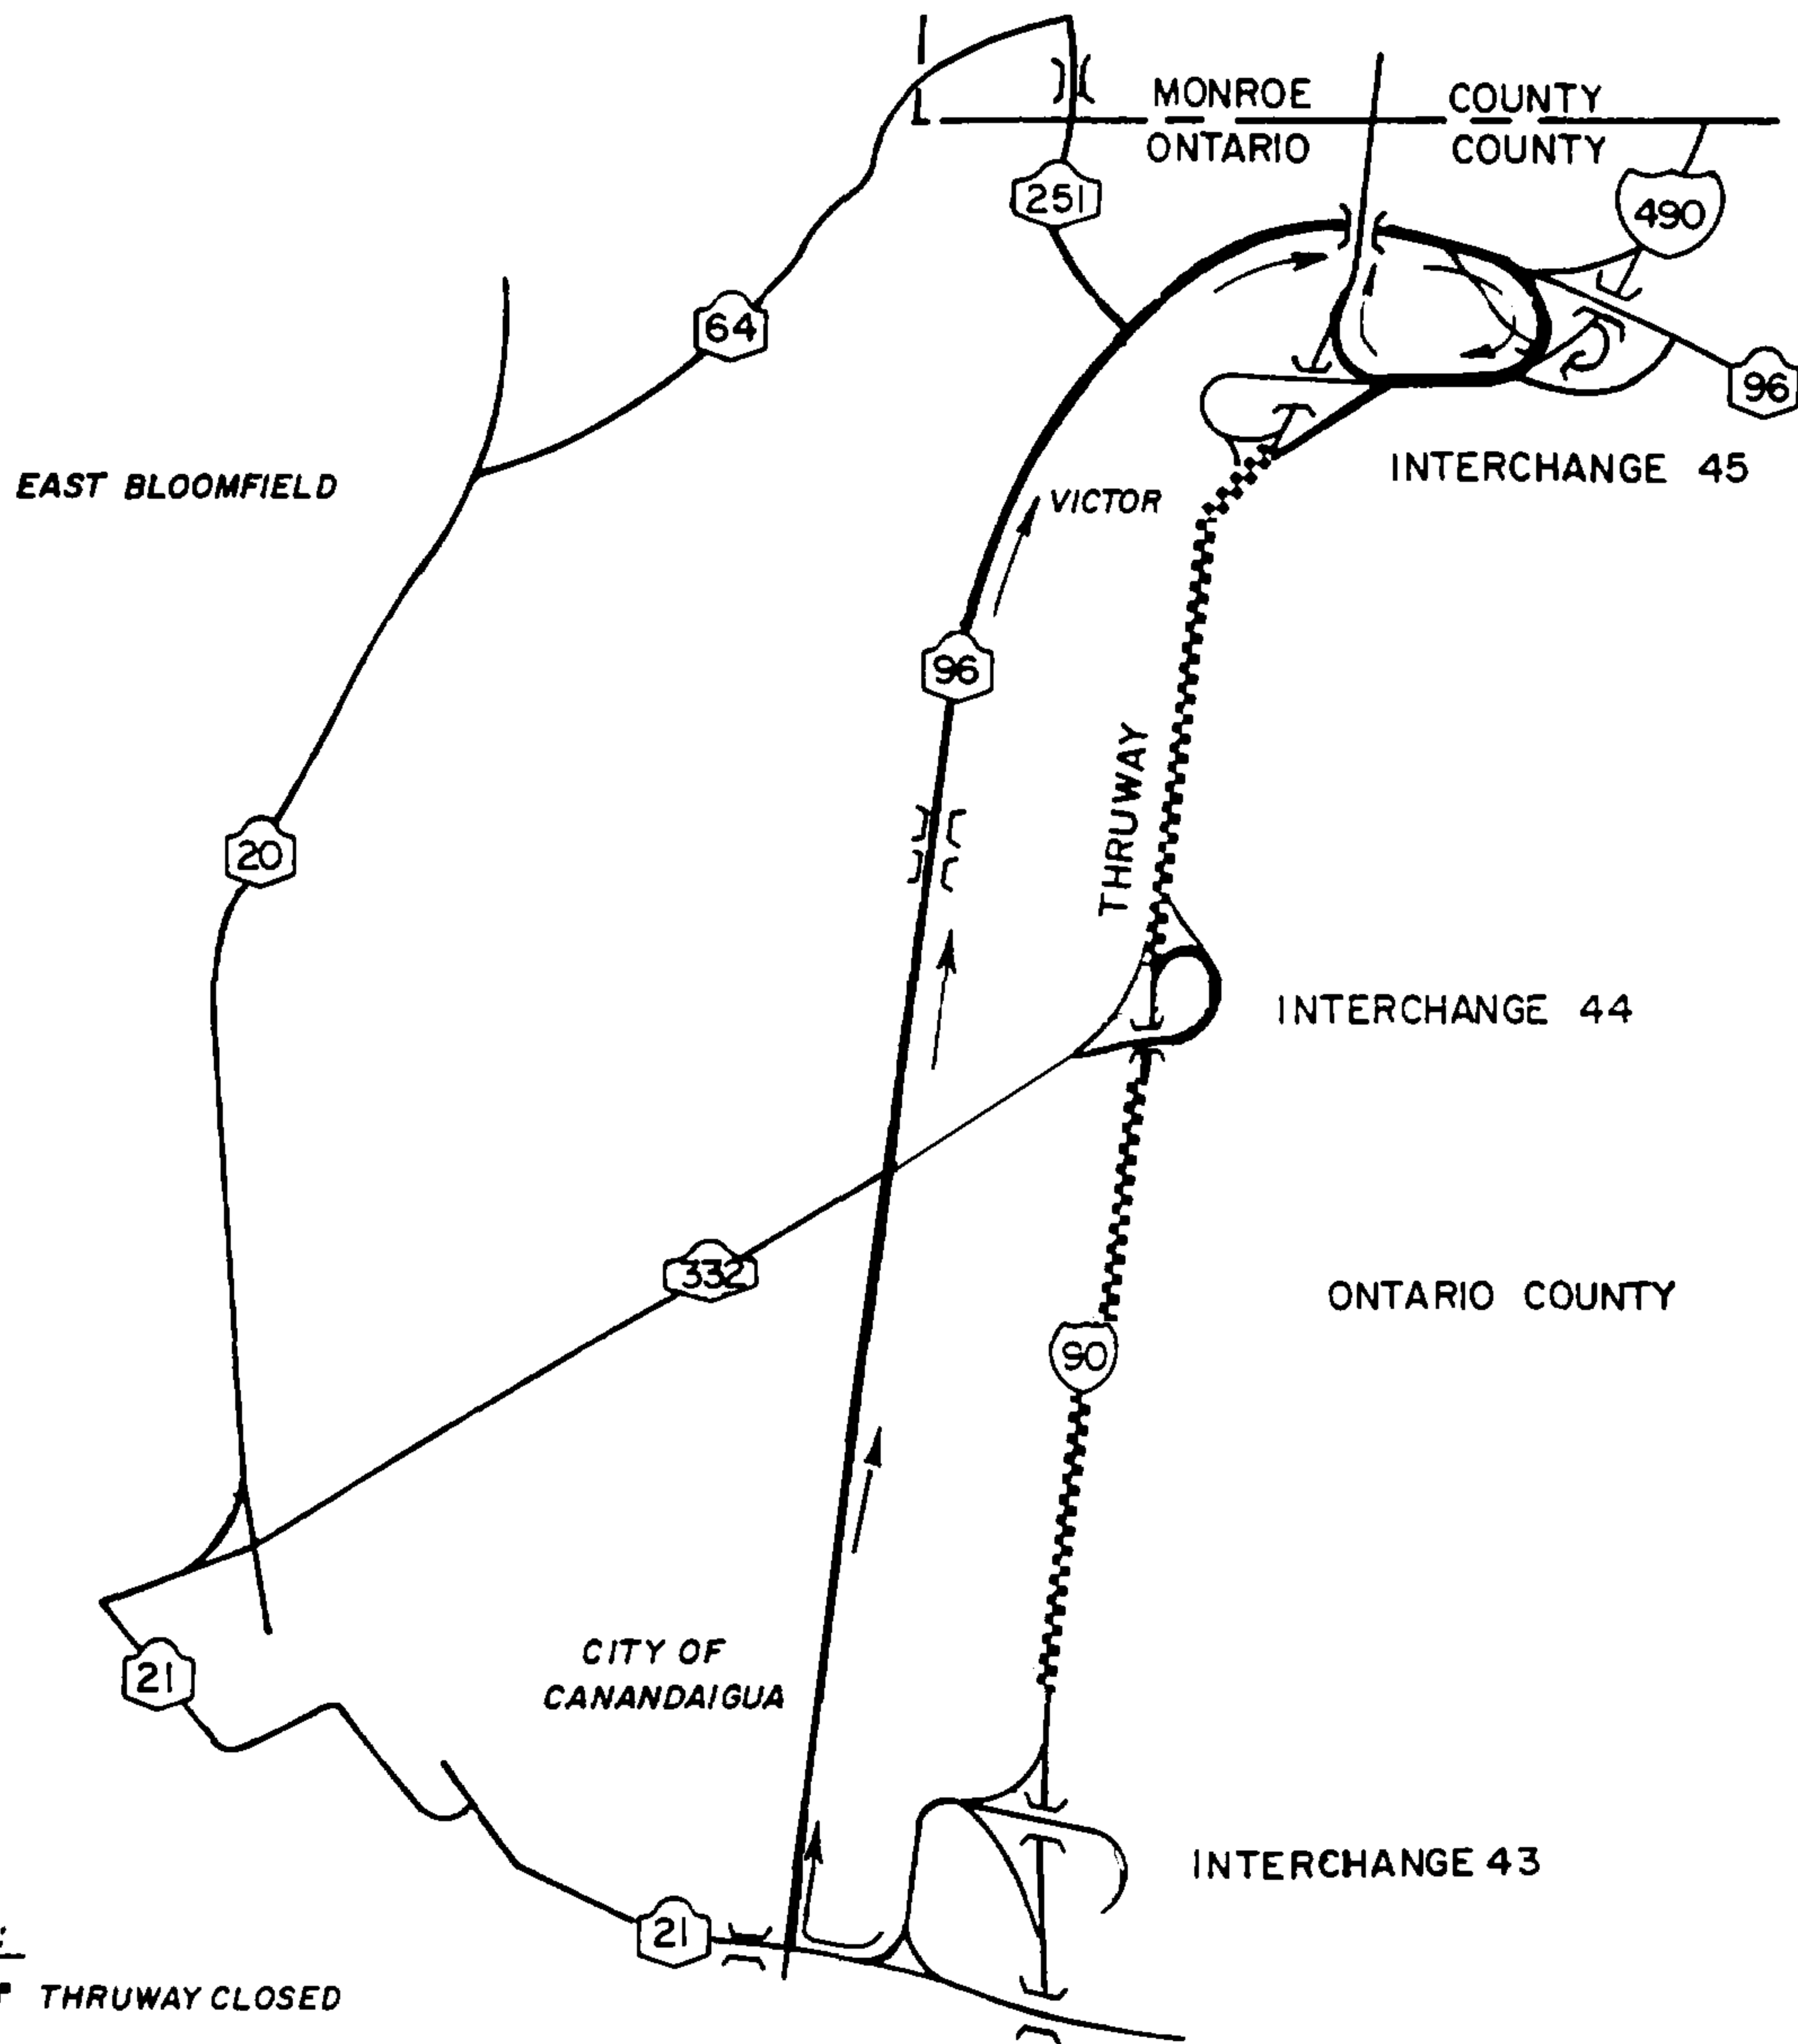 MONROE COUNTY
ONTARIO COUNTY
251
490
64
96
INTERCHANGE 45
EAST BLOOMFIELD
VICTOR
96
THRUWAY
20
INTERCHANGE 44
332
ONTARIO COUNTY
90
CITY OF
CANANDAIGUA
21
INTERCHANGE 43
21
THRUWAY CLOSED